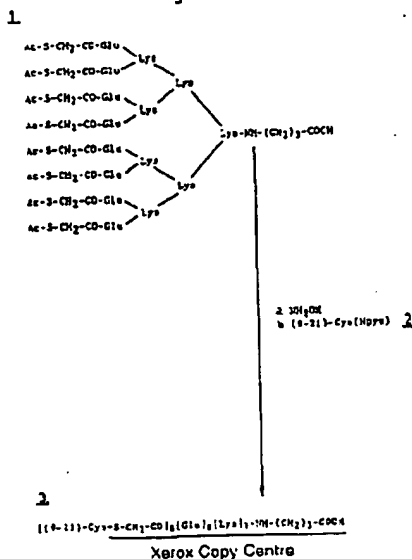 1.
Ac-S-CH2-CO-Glu
Lys
Ac-S-CH2-CO-Glu
Lys
Ac-S-CH2-CO-Glu
Lys
Ac-S-CH2-CO-Glu
Lys-NH-(CH2)3-COOH
Ac-S-CH2-CO-Glu
Lys
Ac-S-CH2-CO-Glu
Lys
Ac-S-CH2-CO-Glu
Lys
Ac-S-CH2-CO-Glu
a NH2OH
b (9-21)-Cys(Npys) 2
3
[(9-21)-Cys-S-CH2-CO]8[Glu]8[Lys]7-NH-(CH2)3-COOH
Xerox Copy Centre